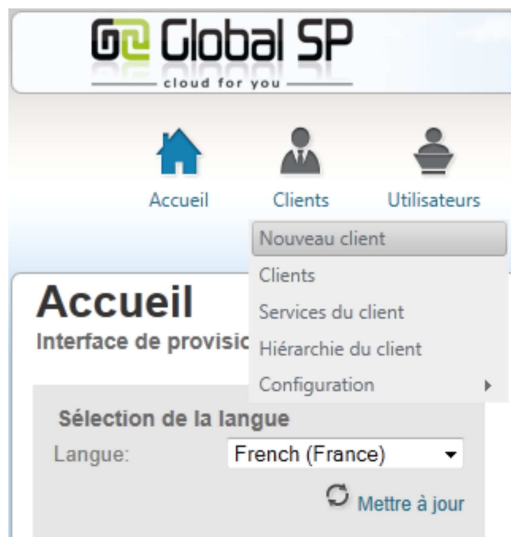 Global SP
cloud for you
Accueil Clients Utilisateurs
Nouveau client
Clients
Services du client
Hiérarchie du client
Configuration
Accueil
Interface de
Sélection de la langue
Langue: French (France)
Mettre à jour